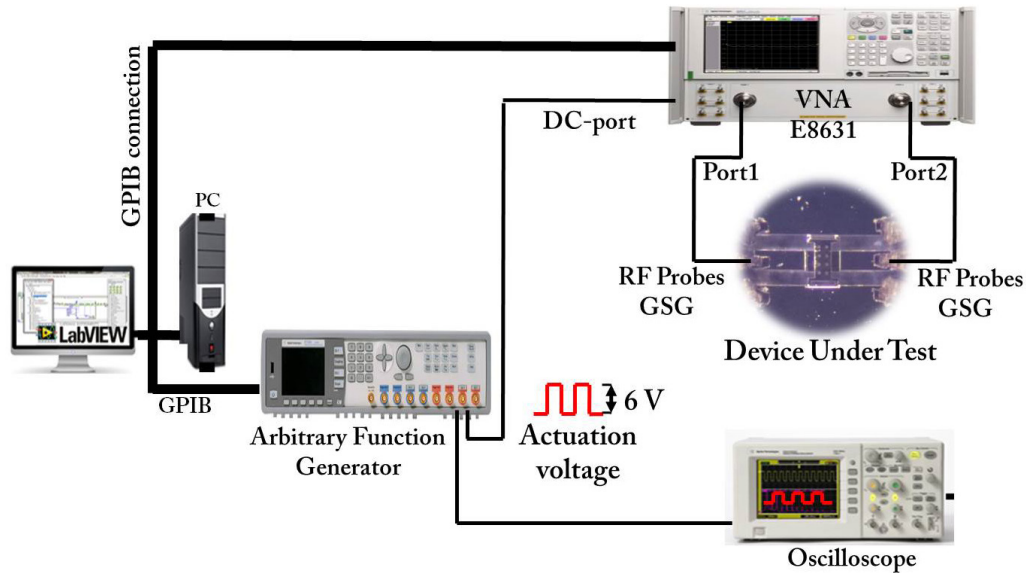 GPIB connection
DC-port
VNA
E8631
Port1
Port2
PC
RF Probes
GSG
RF Probes
GSG
Device Under Test
LabVIEW
GPIB
Arbitrary Function
Generator
6 V
Actuation
voltage
Oscilloscope